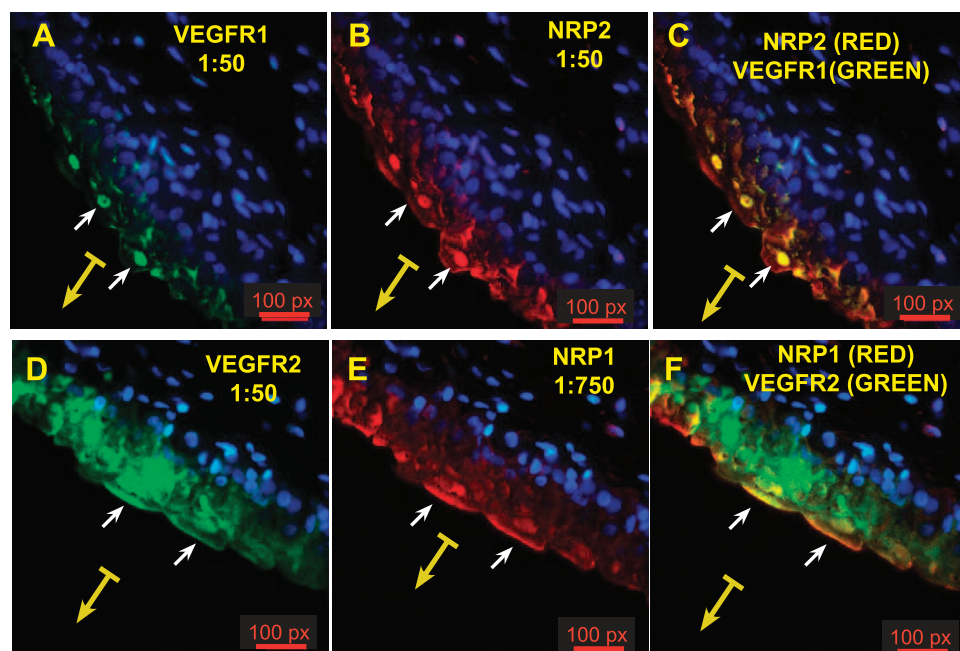 A
VEGFR1
1:50
100 px
B
NRP2
1:50
100 px
C
NRP2 (RED)
VEGFR1(GREEN)
100 px
D
VEGFR2
1:50
100 px
E
NRP1
1:750
100 px
F
NRP1 (RED)
VEGFR2 (GREEN)
100 px